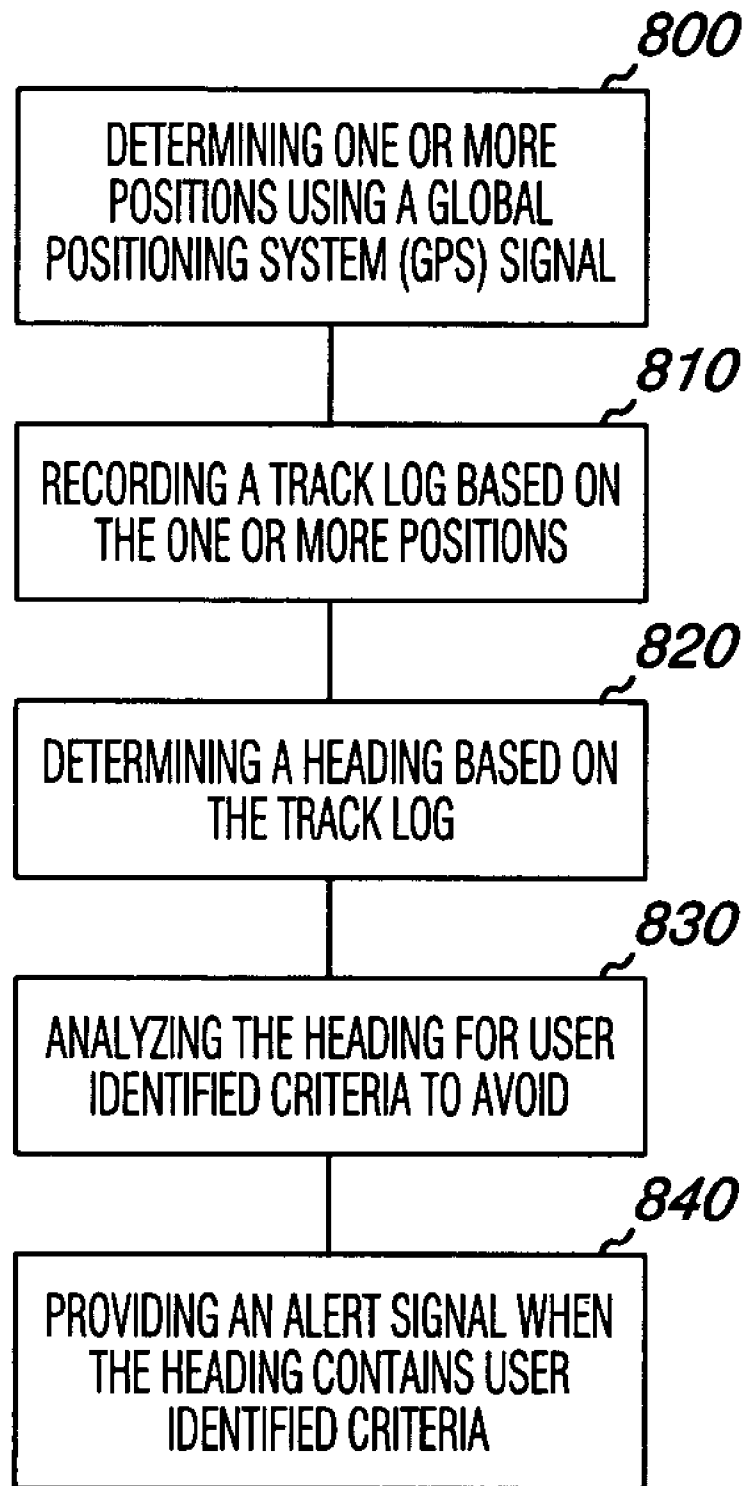 800
DETERMINING ONE OR MORE
POSITIONS USING A GLOBAL
POSITIONING SYSTEM (GPS) SIGNAL
810
RECORDING A TRACK LOG BASED ON
THE ONE OR MORE POSITIONS
820
DETERMINING A HEADING BASED ON
THE TRACK LOG
830
ANALYZING THE HEADING FOR USER
IDENTIFIED CRITERIA TO AVOID
840
PROVIDING AN ALERT SIGNAL WHEN
THE HEADING CONTAINS USER
IDENTIFIED CRITERIA